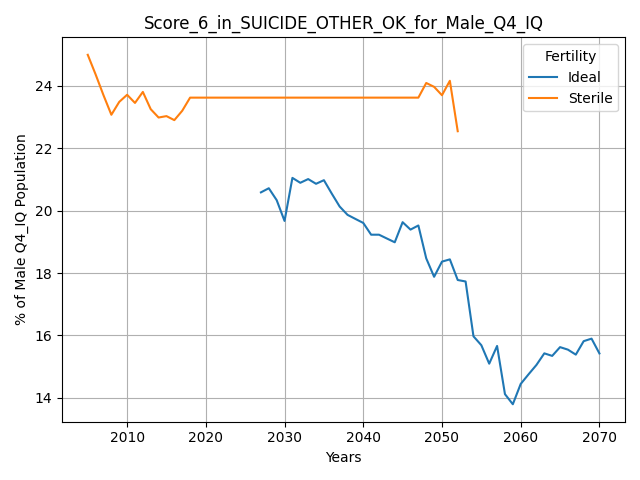 Score_6_in_SUICIDE_OTHER_OK_for_Male_Q4_IQ
Fertility
Ideal
Sterile
% of Male Q4_IQ Population
24
22
20
18
16
14
2010 2020 2030 2040 2050 2060 2070
Years